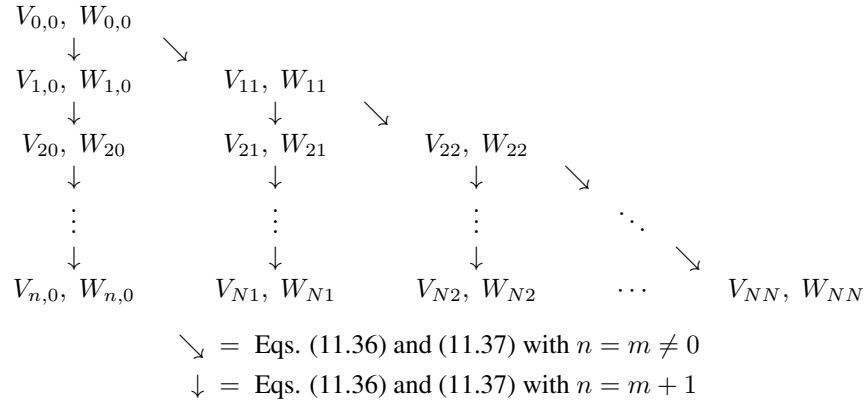 V_{0,0}, W_{0,0}
↓ ↘
V_{1,0}, W_{1,0} V_{11}, W_{11}
↓ ↓ ↘
V_{20}, W_{20} V_{21}, W_{21} V_{22}, W_{22}
↓ ↓ ↓ ↘
⋮ ⋮ ⋮ ⋱
↓ ↓ ↓ ↘
V_{n,0}, W_{n,0} V_{N1}, W_{N1} V_{N2}, W_{N2} ⋯ V_{NN}, W_{NN}
↘ = Eqs. (11.36) and (11.37) with n = m ≠ 0
↓ = Eqs. (11.36) and (11.37) with n = m + 1